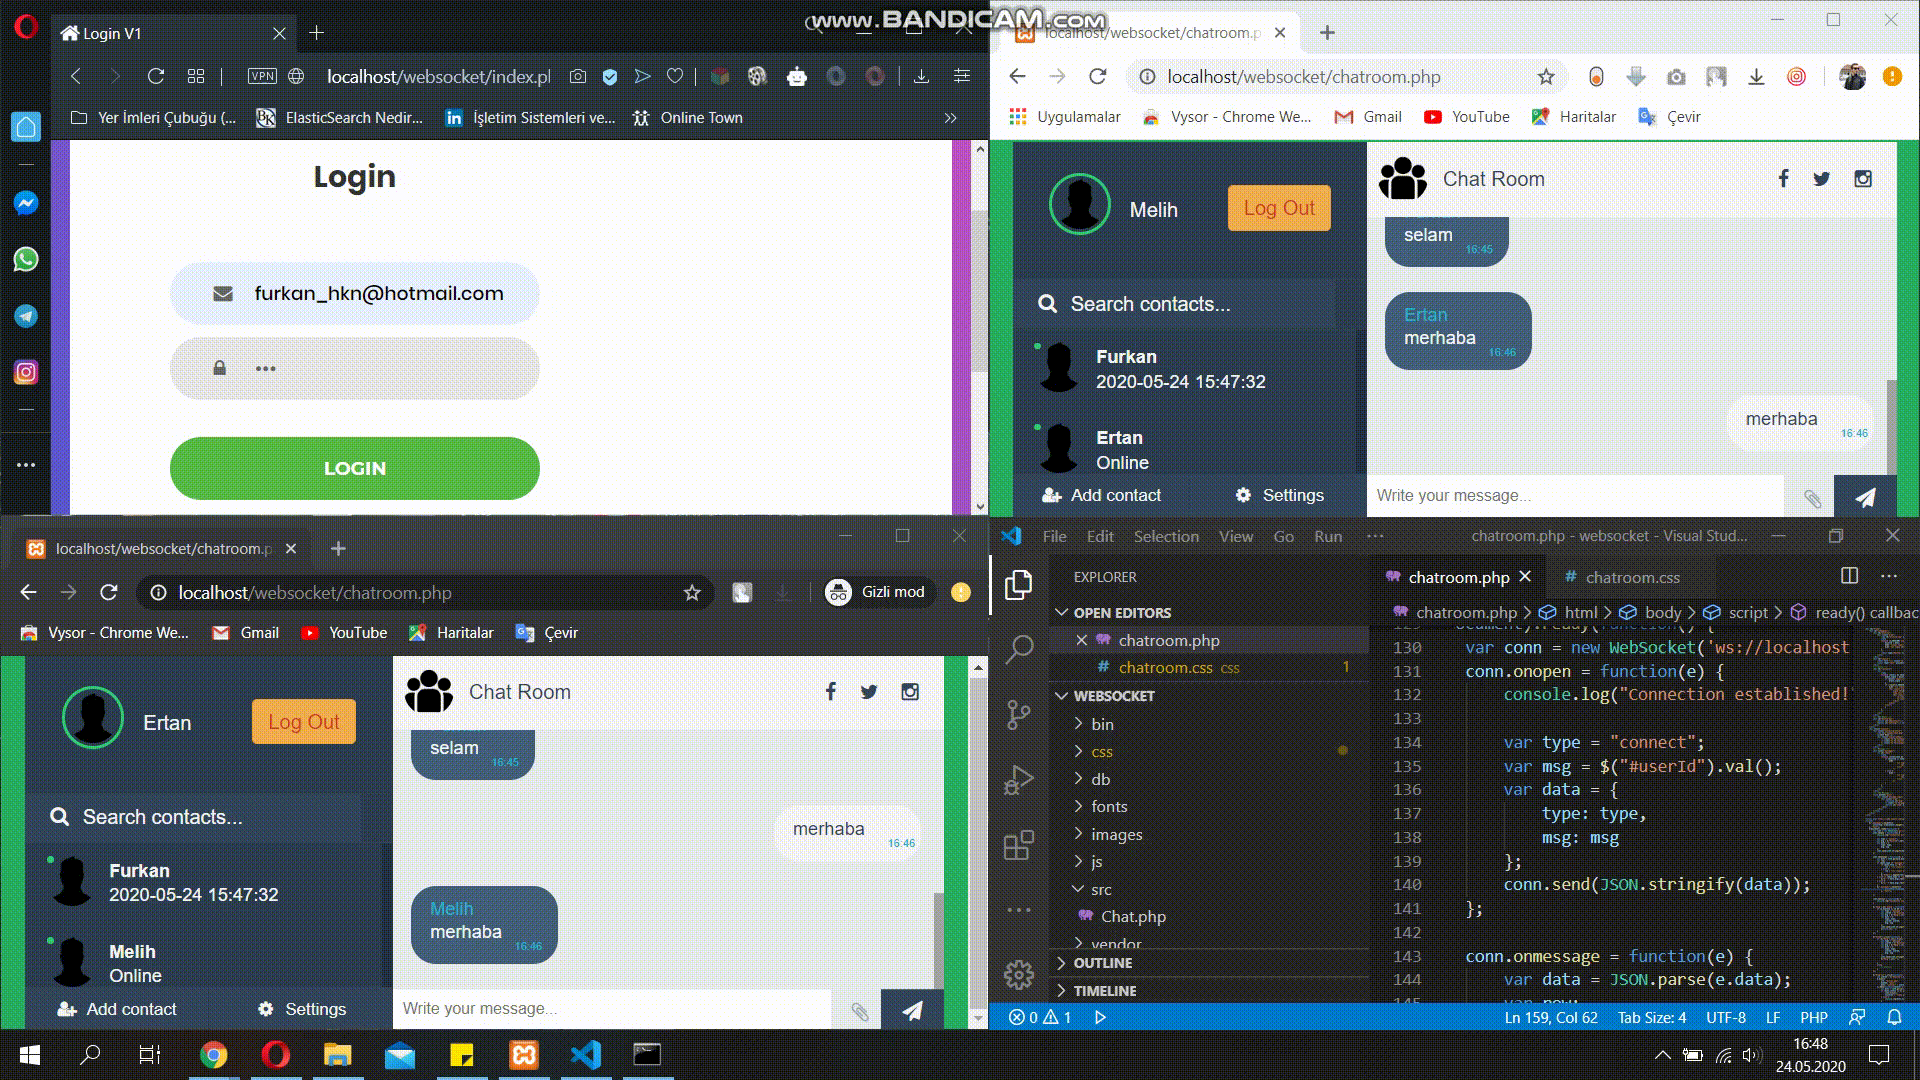 www.BANDICAM.com
Login V1
VPN
localhost/websocket/index.pl
Yer İmleri Çubuğu (...
BK
ElasticSearch Nedir...
İşletim Sistemleri ve...
Online Town
Login
furkan_hkn@hotmail.com
•••
LOGIN
localhost/websocket/chatroom.p
localhost/websocket/chatroom.php
Uygulamalar
Vysor - Chrome We...
Gmail
YouTube
Haritalar
Çevir
Melih
Log Out
Chat Room
selam
16:45
Search contacts...
Ertan
merhaba
16:46
Furkan
2020-05-24 15:47:32
merhaba
16:46
Ertan
Online
Add contact
Settings
Write your message...
localhost/websocket/chatroom.p
localhost/websocket/chatroom.php
Gizli mod
Vysor - Chrome We...
Gmail
YouTube
Haritalar
Çevir
Ertan
Log Out
Chat Room
selam
16:45
Search contacts...
merhaba
16:46
Furkan
2020-05-24 15:47:32
Melih
merhaba
16:46
Melih
Online
Add contact
Settings
Write your message...
File Edit Selection View Go Run ···
chatroom.php - websocket - Visual Stud...
EXPLORER
chatroom.php
# chatroom.css
OPEN EDITORS
chatroom.php > html > body > script > ready() callbac
chatroom.php
# chatroom.css css 1
WEBSOCKET
bin
css
db
fonts
images
js
src
Chat.php
vendor
OUTLINE
TIMELINE
130 var conn = new WebSocket('ws://localhost
131 conn.onopen = function(e) {
132 console.log("Connection established!"
133
134 var type = "connect";
135 var msg = $("#userId").val();
136 var data = {
137 type: type,
138 msg: msg
139 };
140 conn.send(JSON.stringify(data));
141 };
142
143 conn.onmessage = function(e) {
144 var data = JSON.parse(e.data);
0 1
Ln 159, Col 62 Tab Size: 4 UTF-8 LF PHP
16:48
24.05.2020